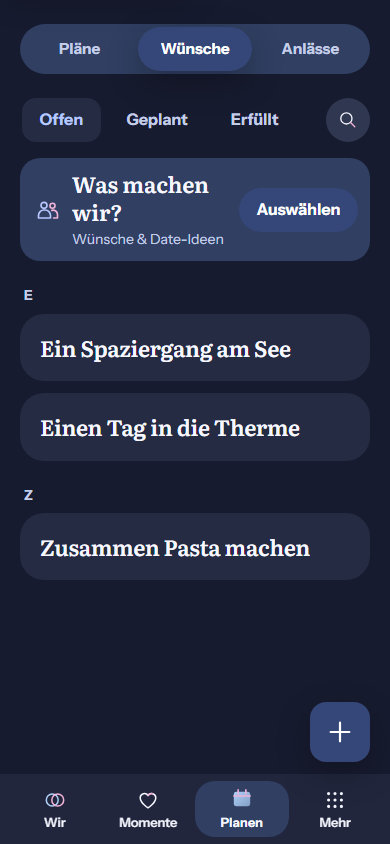 Pläne Wünsche Anlässe
Offen Geplant Erfüllt
Was machen
wir?
Wünsche & Date-Ideen
Auswählen
E
Ein Spaziergang am See
Einen Tag in die Therme
Z
Zusammen Pasta machen
Wir Momente Planen Mehr